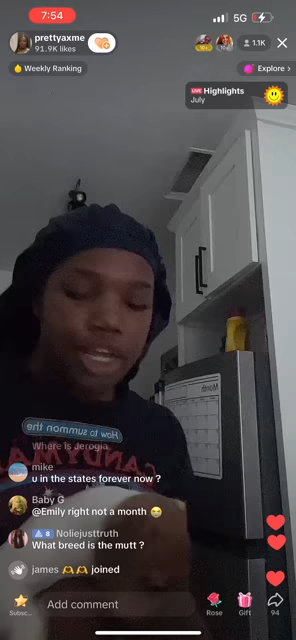 7:54
5G
prettyaxme
91.9K likes
1.1K
Weekly Ranking
Explore >
LIVE Highlights
July
Month
How to summon the
Where is Jerogia
CANDYMA
mike
u in the states forever now ?
Baby G
@Emily right not a month 😭
8 Noliejusttruth
What breed is the mutt ?
james 🫶🫶 joined
Subsc...
Add comment
Rose
Gift
94